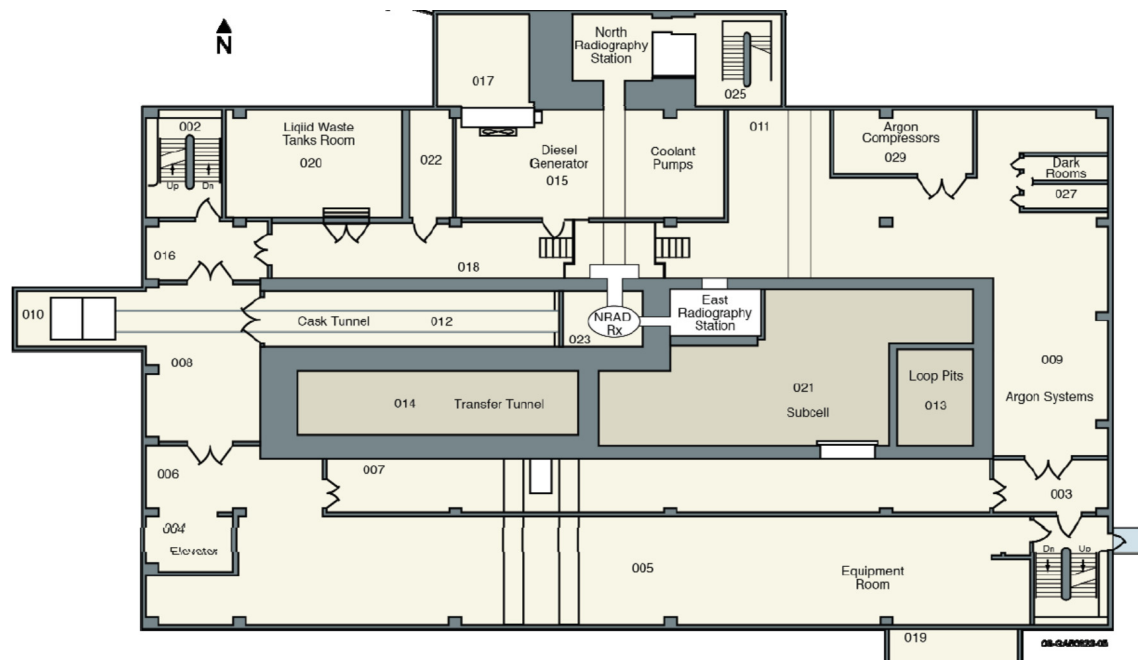 N
North
Radiography
Station
017
025
002
Up
Dn
Liqiid Waste
Tanks Room
020
022
Diesel
Generator
015
Coolant
Pumps
011
Argon
Compressors
029
Dark
Rooms
027
016
018
010
Cask Tunnel
012
023
NRAD
Rx
East
Radiography
Station
008
009
Argon Systems
014
Transfer Tunnel
021
Subcell
Loop Pits
013
006
007
003
004
Elevator
005
Equipment
Room
Dn
Up
019